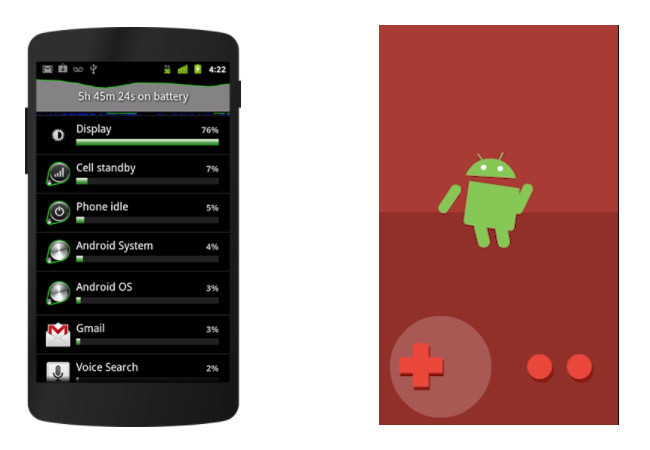 4:22
5h 45m 24s on battery
Display 76%
Cell standby 7%
Phone idle 5%
Android System 4%
Android OS 3%
Gmail 3%
Voice Search 2%